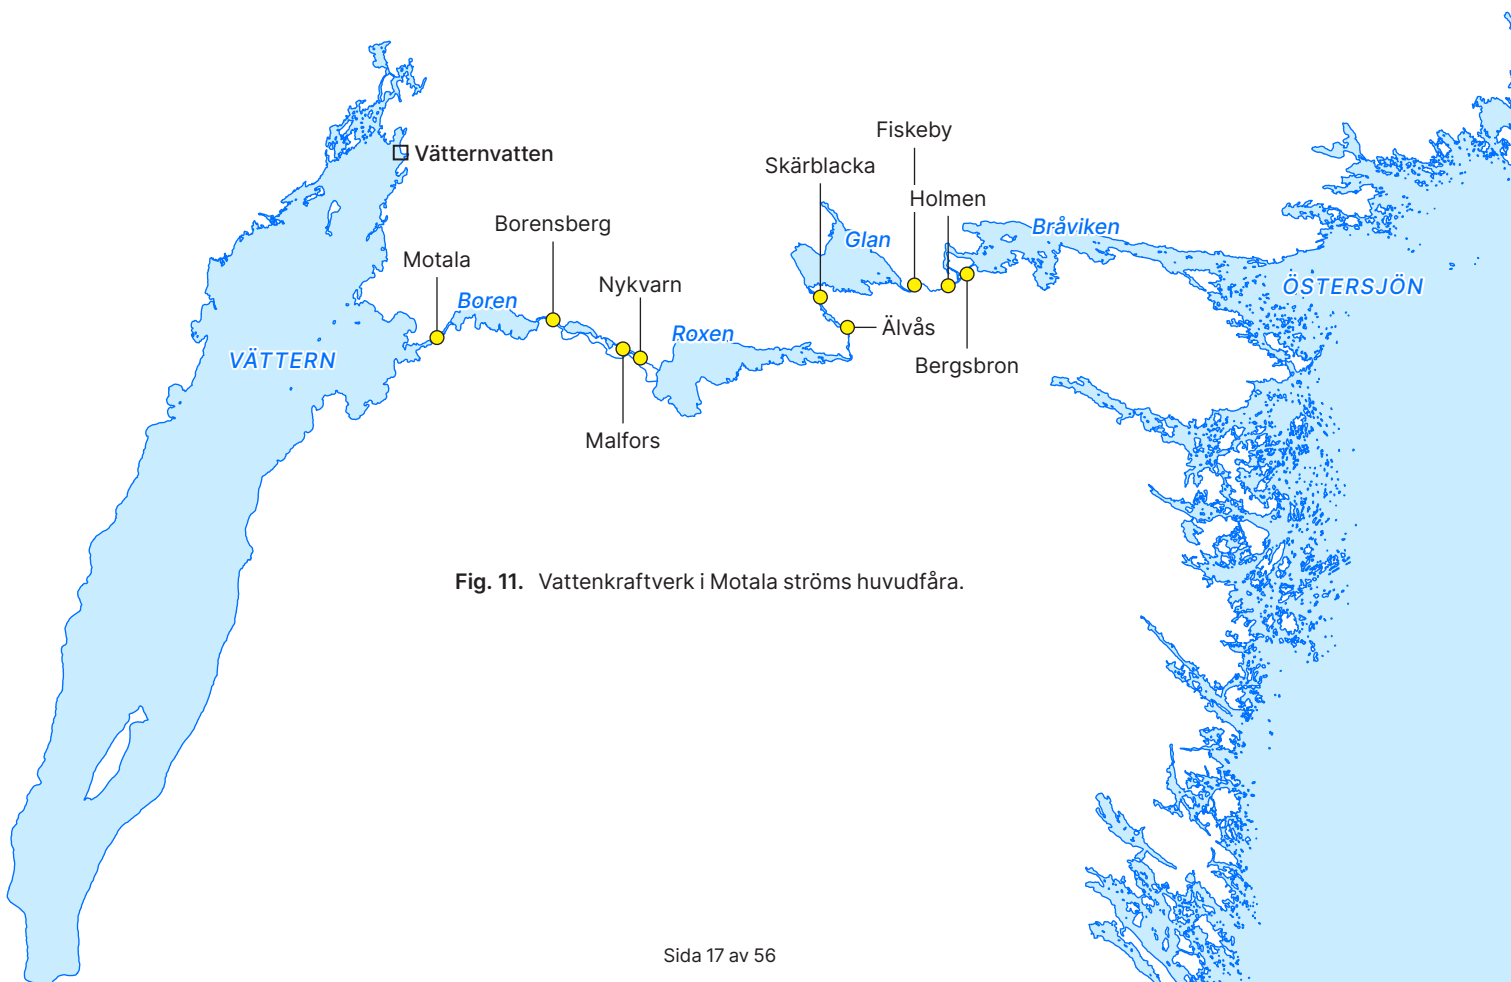 Fiskeby
Vätternvatten
Skärblacka
Holmen
Borensberg
Bråviken
Glan
Motala
Nykvarn
ÖSTERSJÖN
Boren
Älvås
Roxen
VÄTTERN
Bergsbron
Malfors
Fig. 11. Vattenkraftverk i Motala ströms huvudfåra.
Sida 17 av 56